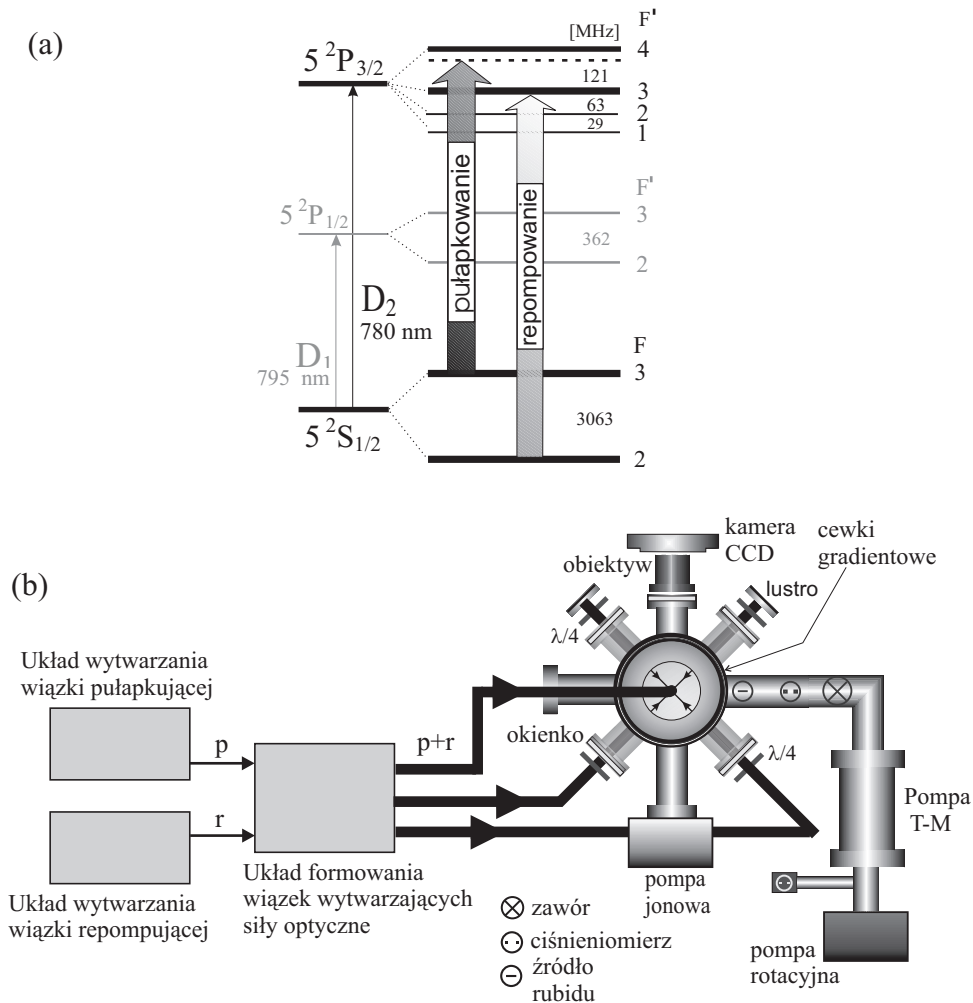 (a)
[MHz]
F'
4
5 ²P₃/₂
121
3
63
2
29
1
pułapkowanie
repompowanie
F'
5 ²P₁/₂
3
362
2
D₂
780 nm
D₁
795 nm
F
3
3063
5 ²S₁/₂
2
(b)
kamera
CCD
cewki
gradientowe
obiektyw
lustro
λ/4
Układ wytwarzania
wiązki pułapkującej
p
p+r
okienko
λ/4
r
Pompa
T-M
Układ wytwarzania
wiązki repompującej
Układ formowania
wiązek wytwarzających
siły optyczne
pompa
jonowa
zawór
ciśnieniomierz
źródło
rubidu
pompa
rotacyjna